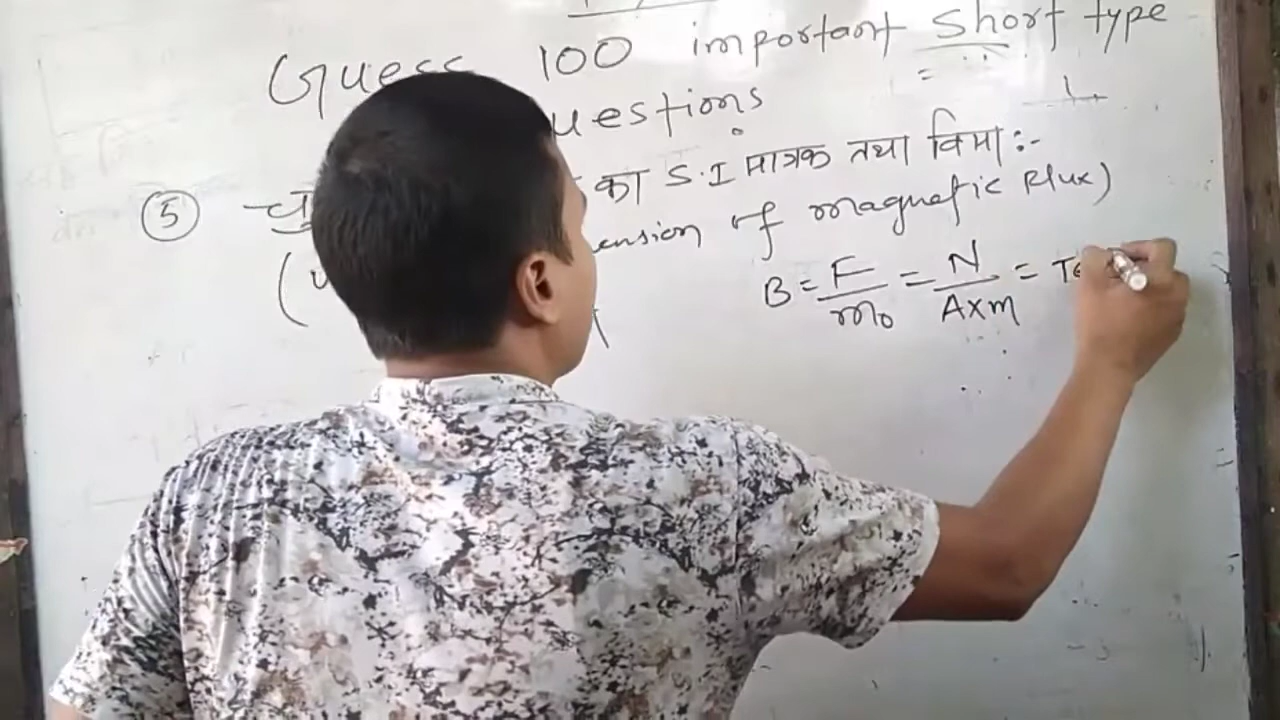 Guess 100 important Short type
uestions
⑤ चु का S.I मात्रक तथा विमा :-
( ension of magnetic flux)
B = F/m₀ = N/A×m = Te